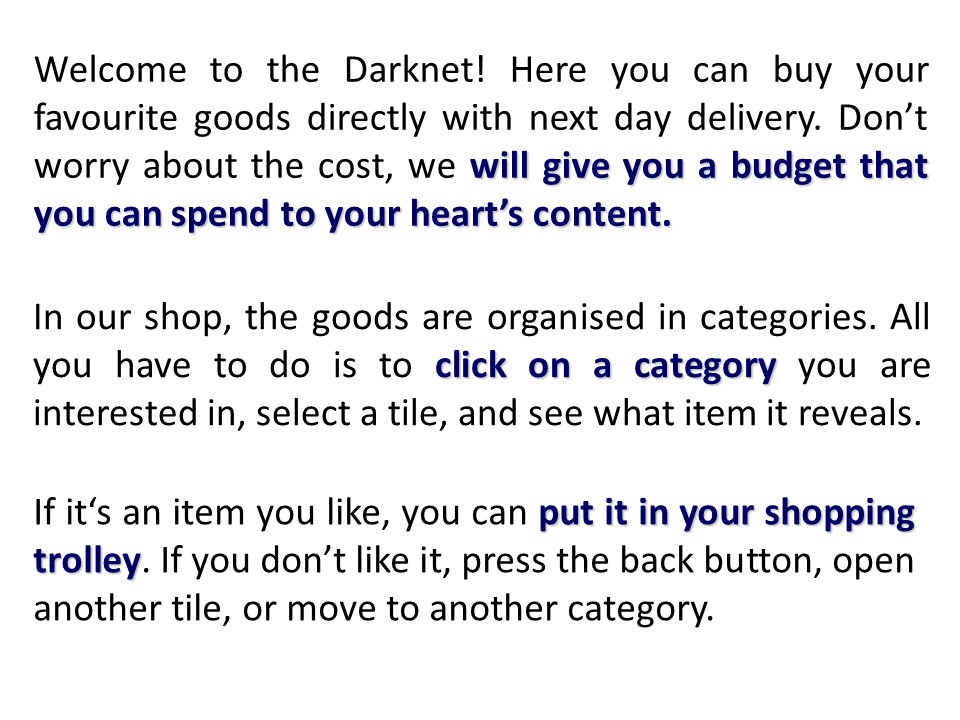 Welcome to the Darknet! Here you can buy your
favourite goods directly with next day delivery. Don’t
worry about the cost, we will give you a budget that
you can spend to your heart’s content.
In our shop, the goods are organised in categories. All
you have to do is to click on a category you are
interested in, select a tile, and see what item it reveals.
If it‘s an item you like, you can put it in your shopping
trolley. If you don’t like it, press the back button, open
another tile, or move to another category.